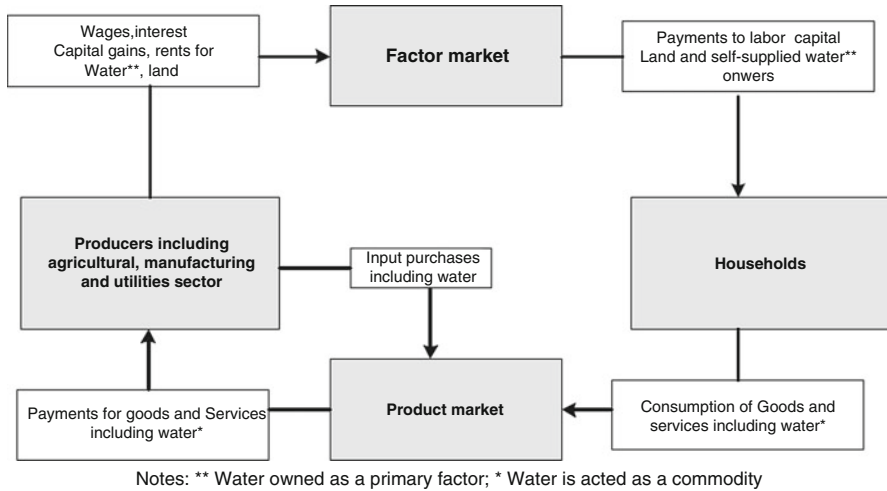 Wages,interest
Capital gains, rents for
Water**, land
Factor market
Payments to labor capital
Land and self-supplied water**
onwers
Producers including
agricultural, manufacturing
and utilities sector
Input purchases
including water
Households
Payments for goods and Services
including water*
Product market
Consumption of Goods and
services including water*
Notes: ** Water owned as a primary factor; * Water is acted as a commodity